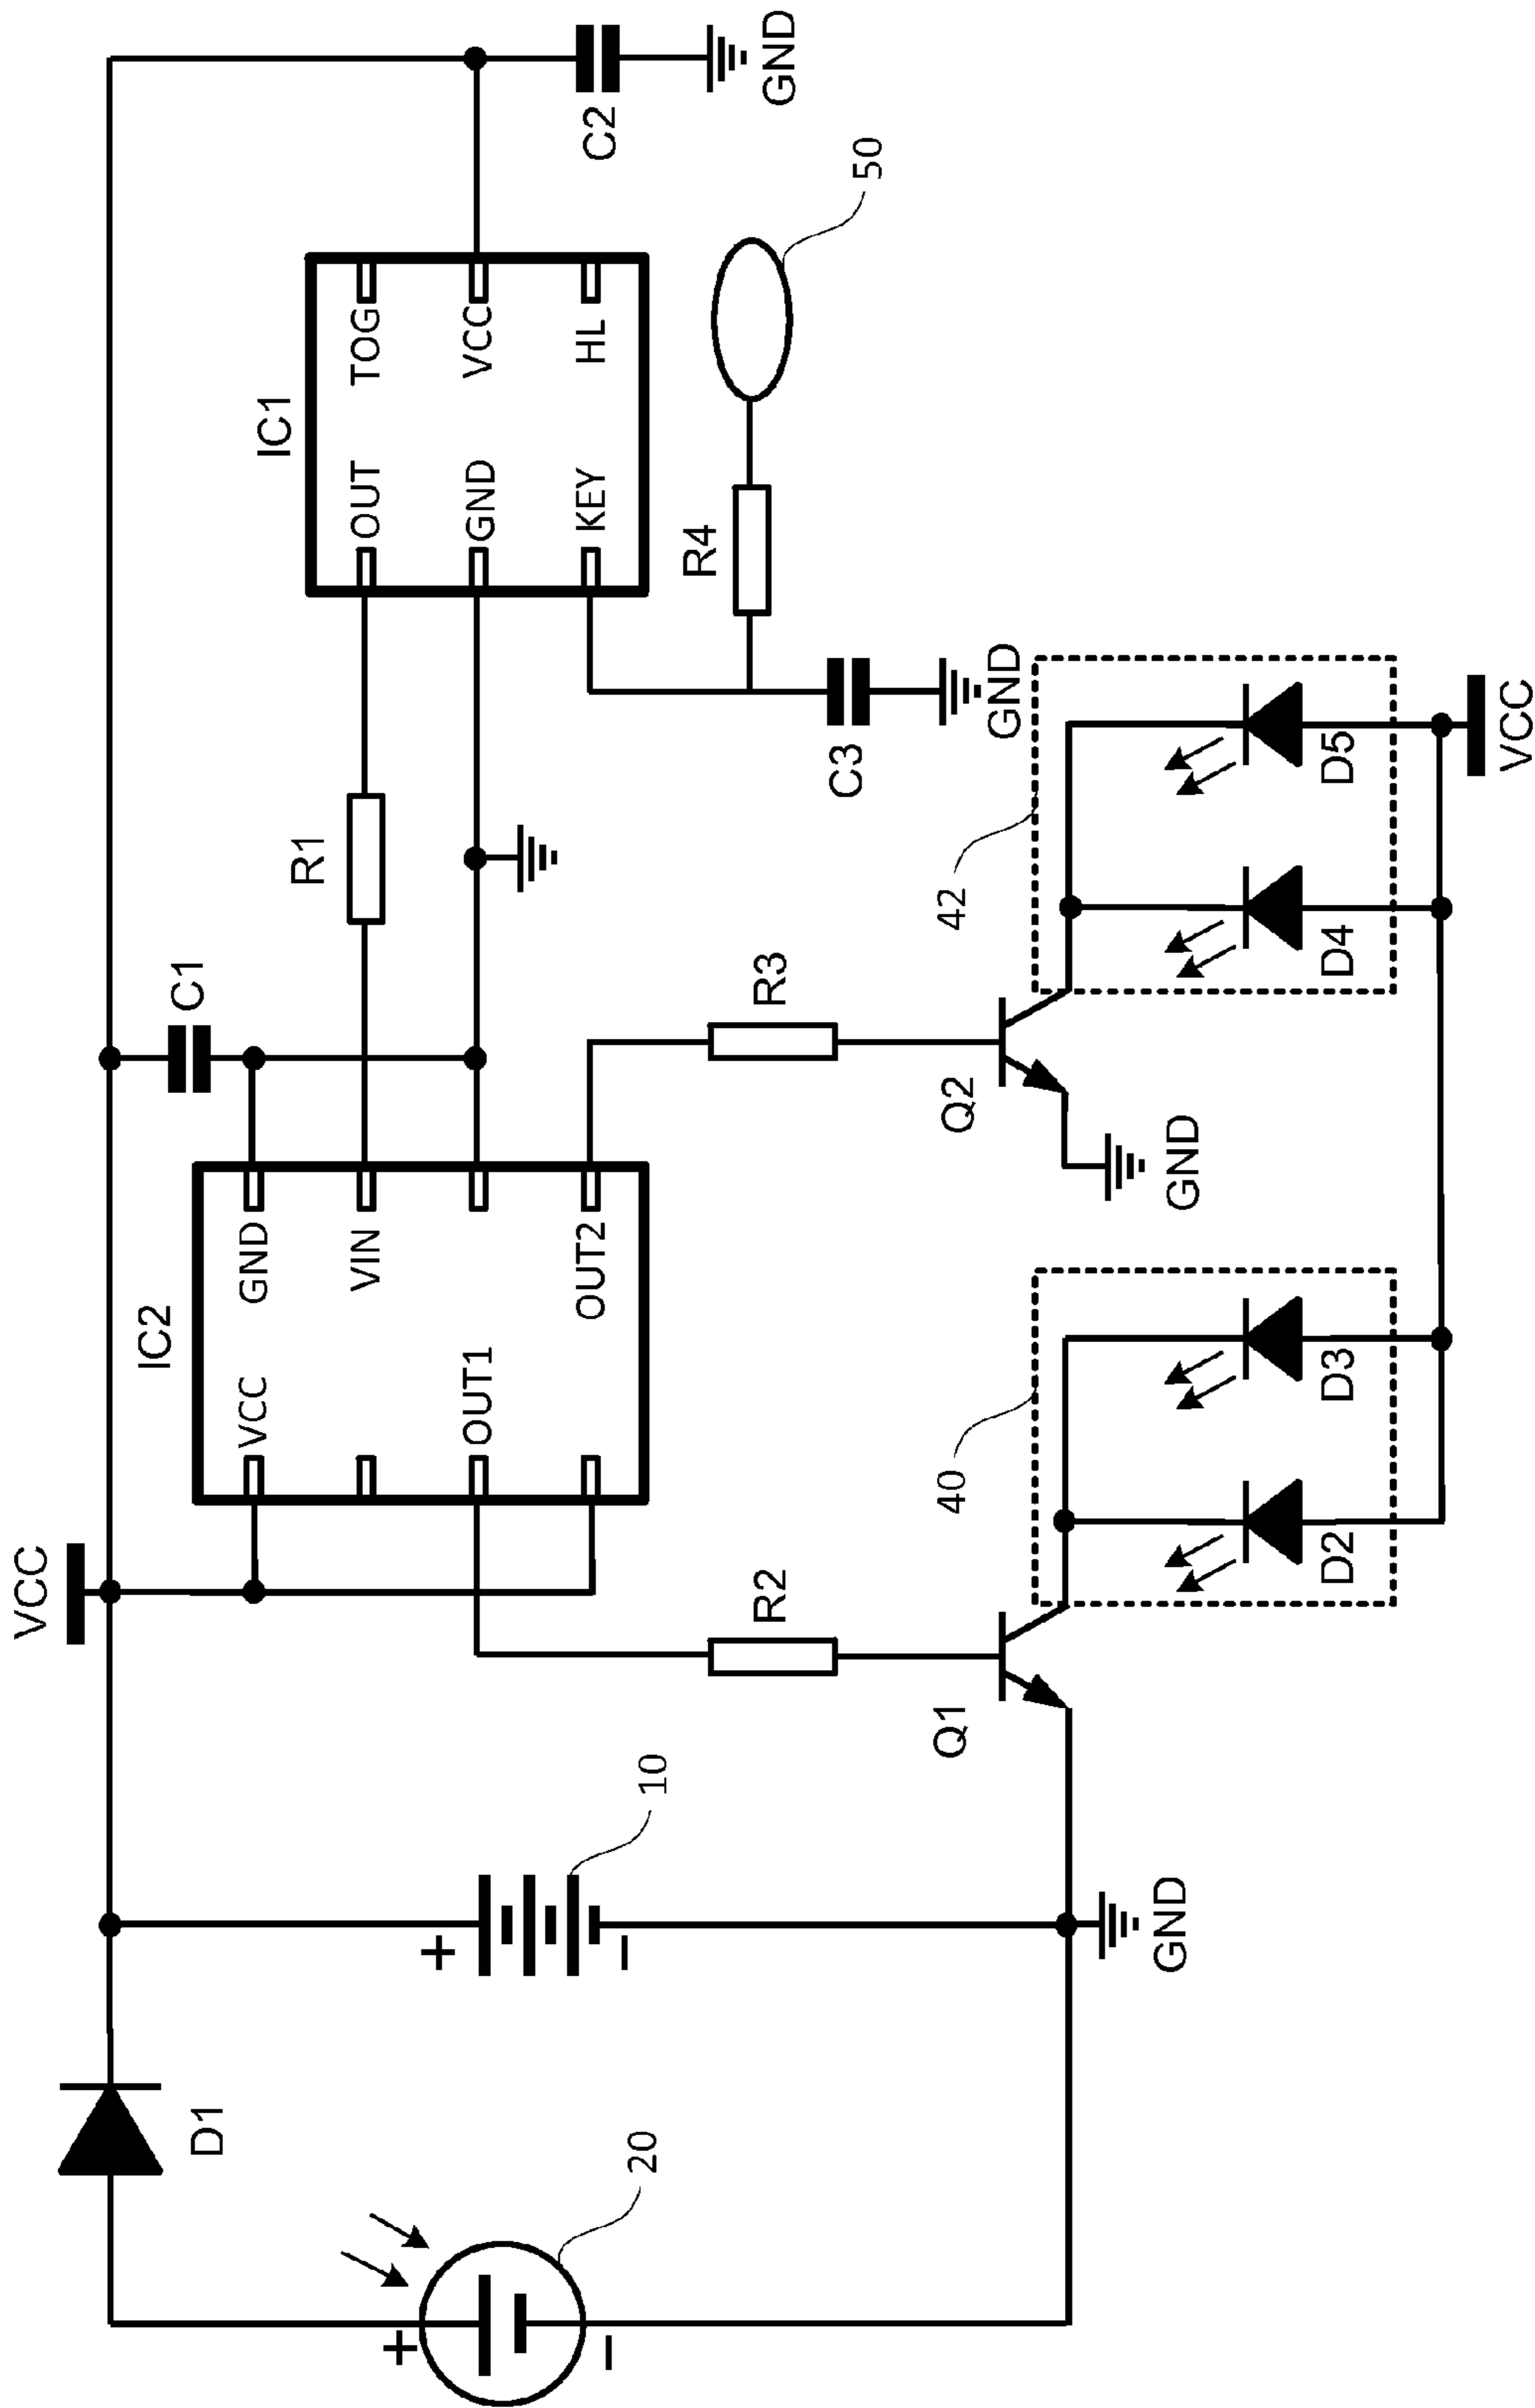 VCC
D1
20
+
−
10
+
−
GND
IC2
VCC
GND
VIN
OUT1
OUT2
C1
R1
IC1
OUT
TOG
GND
VCC
KEY
HL
C2
GND
R4
50
C3
GND
R2
Q1
R3
Q2
GND
40
D2
D3
42
D4
D5
VCC